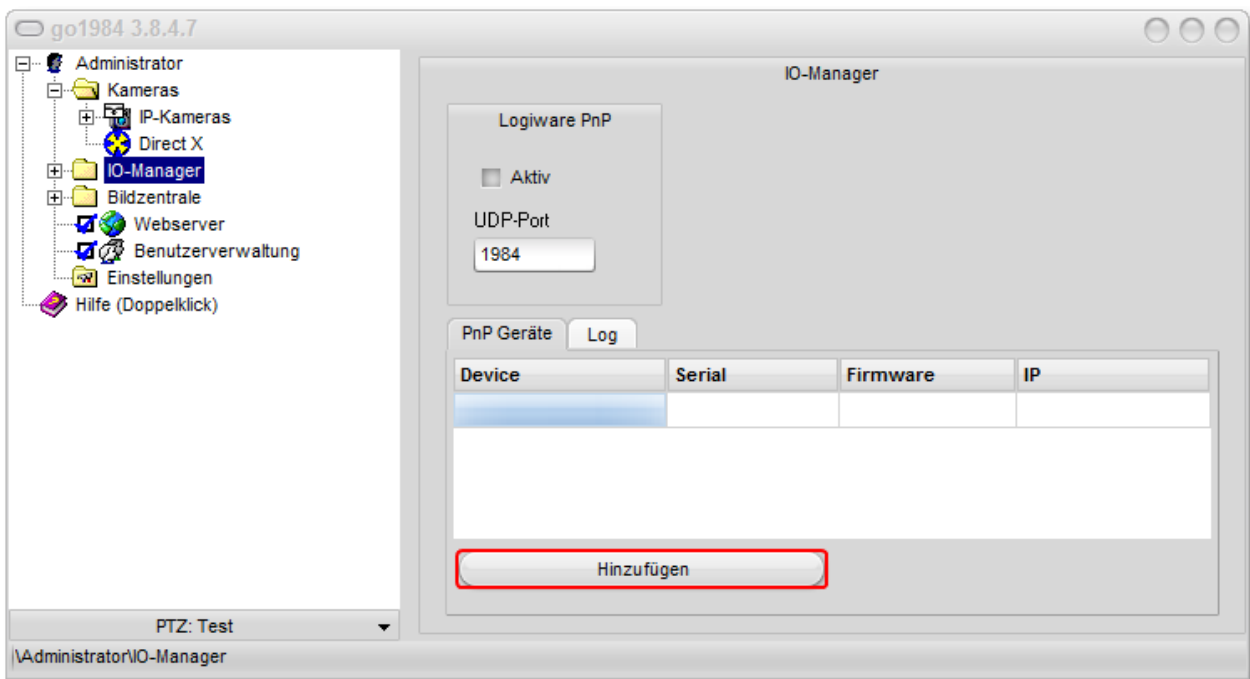 go1984 3.8.4.7
Administrator
Kameras
IP-Kameras
Direct X
IO-Manager
Bildzentrale
Webserver
Benutzerverwaltung
Einstellungen
Hilfe (Doppelklick)
PTZ: Test
\Administrator\IO-Manager
IO-Manager
Logiware PnP
Aktiv
UDP-Port
1984
PnP Geräte Log
Device Serial Firmware IP
Hinzufügen